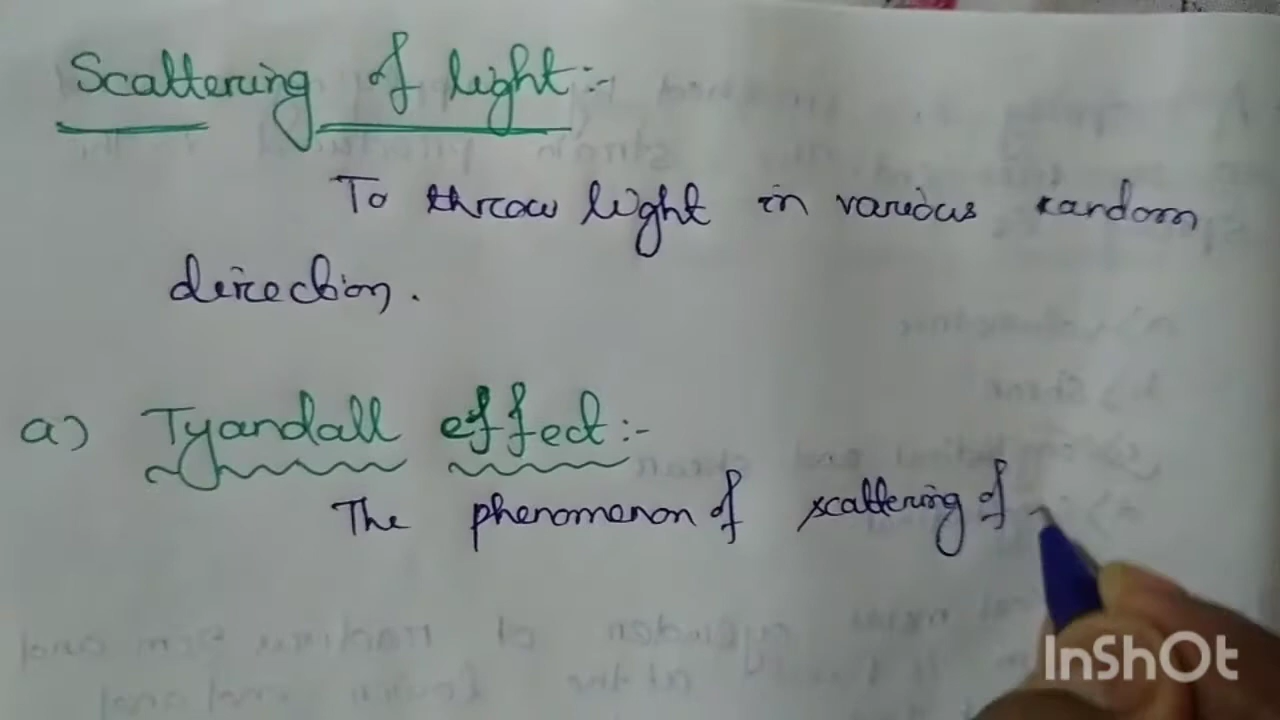 Scattering of light:-
To throw light in various random
direction.
a) Tyandall effect:-
The phenomenon of scattering of
InShOt